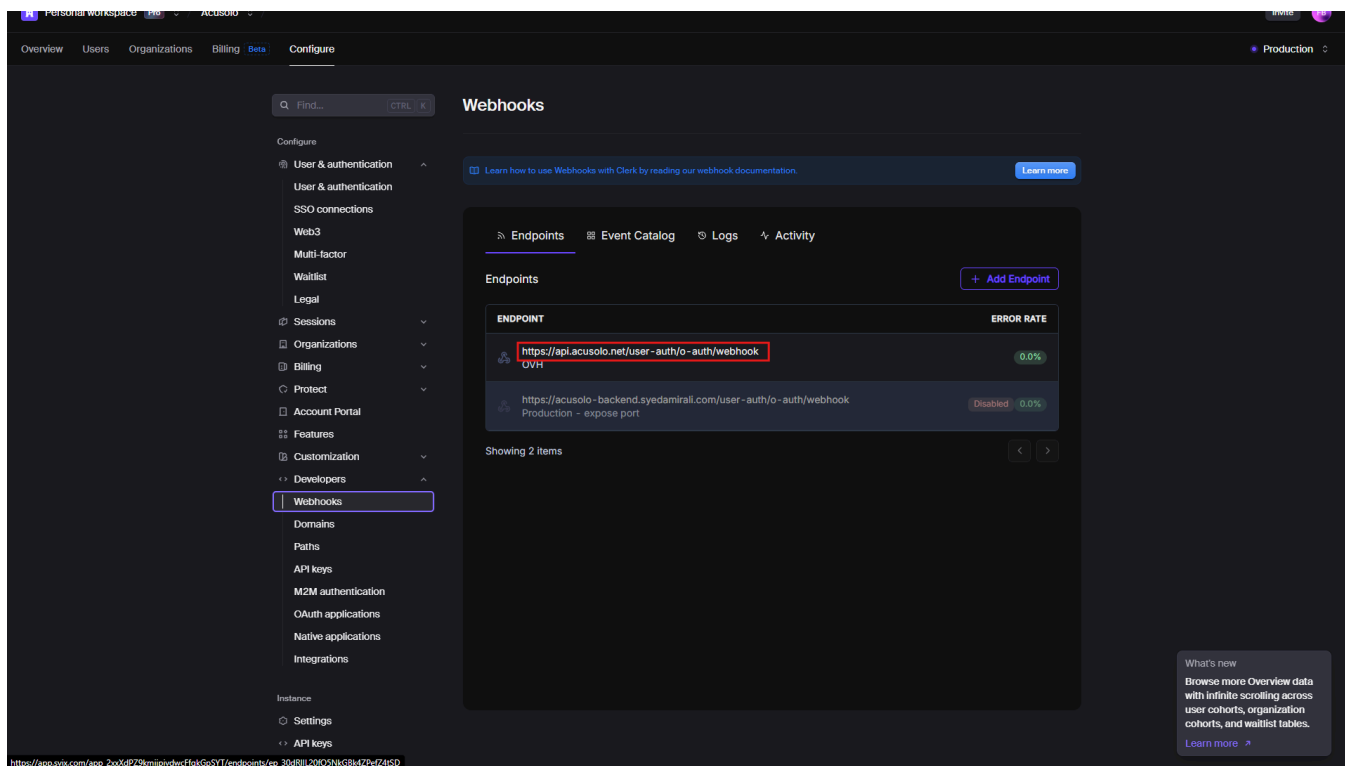 Personal workspace Pro Acusolo Invite FB
Overview Users Organizations Billing Beta Configure Production
Find... CTRL K
Webhooks
Configure
User & authentication
Learn how to use Webhooks with Clerk by reading our webhook documentation. Learn more
User & authentication
SSO connections
Web3
Endpoints Event Catalog Logs Activity
Multi-factor
Waitlist
Endpoints + Add Endpoint
Legal
Sessions
ENDPOINT ERROR RATE
Organizations
https://api.acusolo.net/user-auth/o-auth/webhook 0.0%
OVH
Billing
Protect
https://acusolo-backend.syedamirali.com/user-auth/o-auth/webhook Disabled 0.0%
Production - expose port
Account Portal
Features
Showing 2 items
Customization
Developers
Webhooks
Domains
Paths
API keys
M2M authentication
OAuth applications
Native applications
Integrations
What's new
Browse more Overview data
with infinite scrolling across
user cohorts, organization
cohorts, and waitlist tables.
Learn more
Instance
Settings
API keys